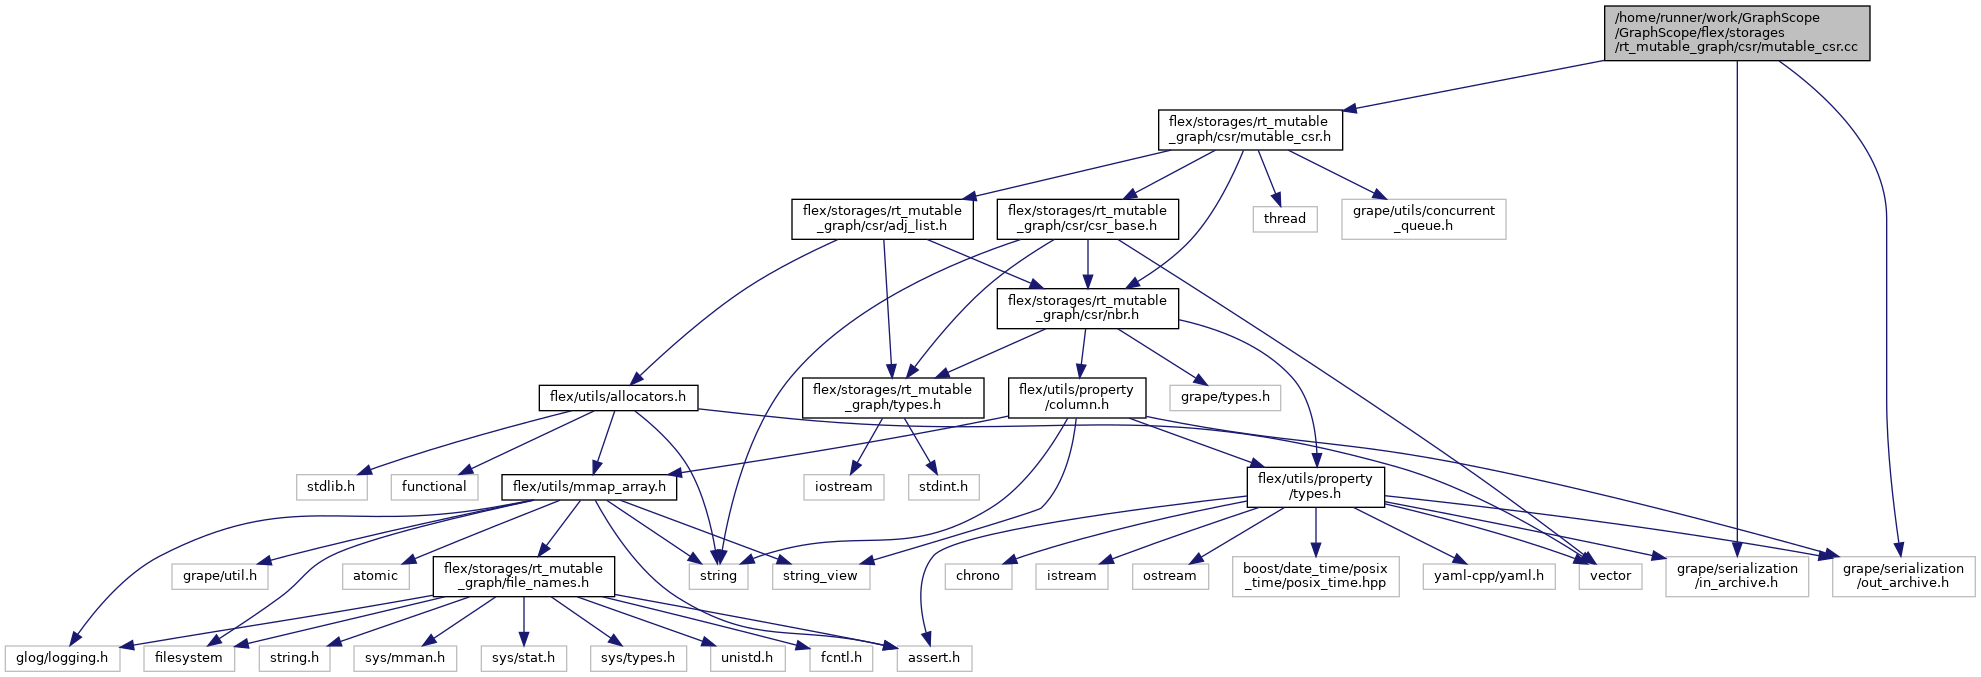 /home/runner/work/GraphScope
/GraphScope/flex/storages
/rt_mutable_graph/csr/mutable_csr.cc
flex/storages/rt_mutable
_graph/csr/mutable_csr.h
flex/storages/rt_mutable
_graph/csr/adj_list.h
flex/storages/rt_mutable
_graph/csr/csr_base.h
thread
grape/utils/concurrent
_queue.h
flex/storages/rt_mutable
_graph/csr/nbr.h
flex/utils/allocators.h
flex/storages/rt_mutable
_graph/types.h
flex/utils/property
/column.h
grape/types.h
stdlib.h
functional
flex/utils/mmap_array.h
iostream
stdint.h
flex/utils/property
/types.h
grape/util.h
atomic
flex/storages/rt_mutable
_graph/file_names.h
string
string_view
chrono
istream
ostream
boost/date_time/posix
_time/posix_time.hpp
yaml-cpp/yaml.h
vector
grape/serialization
/in_archive.h
grape/serialization
/out_archive.h
glog/logging.h
filesystem
string.h
sys/mman.h
sys/stat.h
sys/types.h
unistd.h
fcntl.h
assert.h